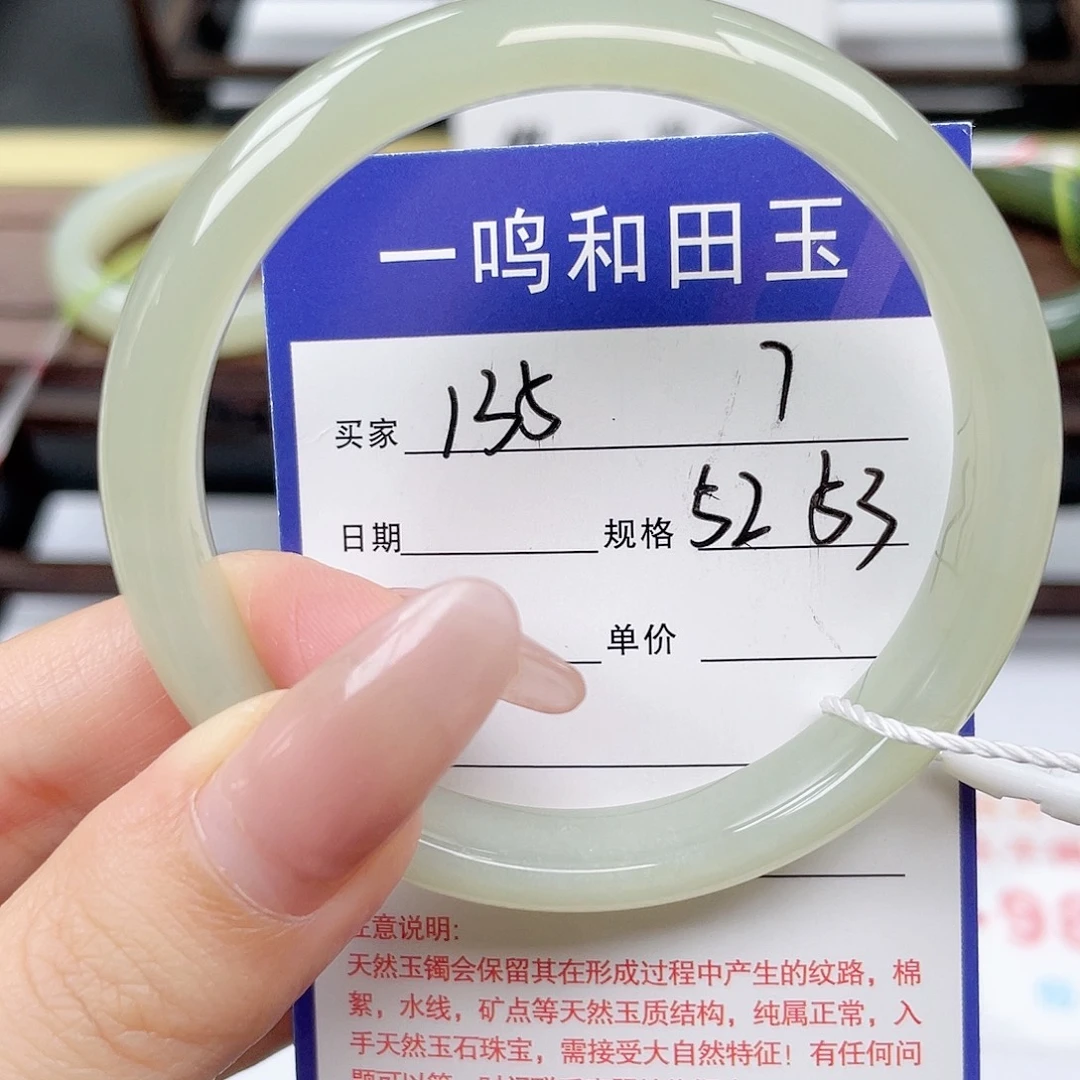 一鸣和田玉
买家 135 7
日期 规格 52 53
单价
注意说明:
天然玉镯会保留其在形成过程中产生的纹路，棉
絮，水线，矿点等天然玉质结构，纯属正常，入
手天然玉石珠宝，需接受大自然特征！有任何问